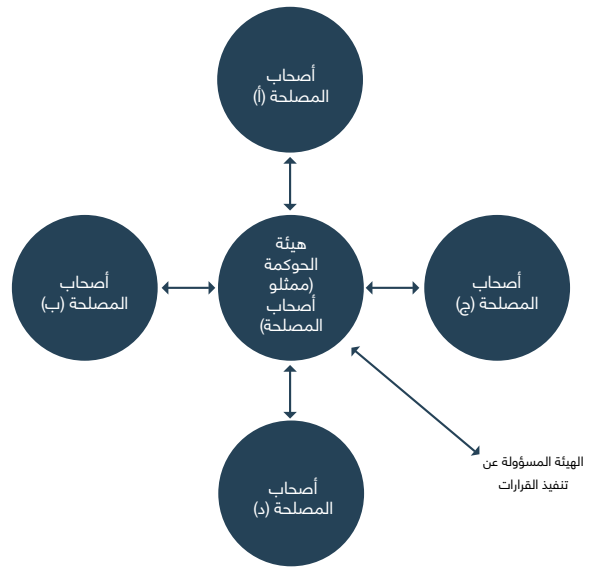 أصحاب
المصلحة (أ)
هيئة
الحوكمة
(ممثلو
أصحاب
المصلحة)
أصحاب
المصلحة (ج)
أصحاب
المصلحة (ب)
أصحاب
المصلحة (د)
الهيئة المسؤولة عن
تنفيذ القرارات